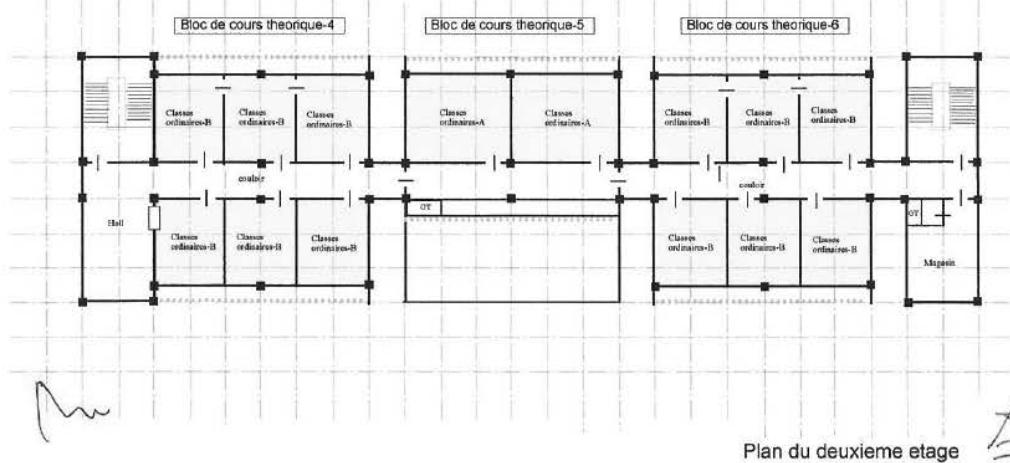 Bloc de cours theorique-4
Bloc de cours theorique-5
Bloc de cours theorique-6
Classes
ordinaires-B
Classes
ordinaires-B
Classes
ordinaires-B
Classes
ordinaires-A
Classes
ordinaires-A
Classes
ordinaires-B
Classes
ordinaires-B
Classes
ordinaires-B
couloir
couloir
Hall
Classes
ordinaires-B
Classes
ordinaires-B
Classes
ordinaires-B
GT
Classes
ordinaires-B
Classes
ordinaires-B
Classes
ordinaires-B
GT
Magasin
Plan du deuxieme etage